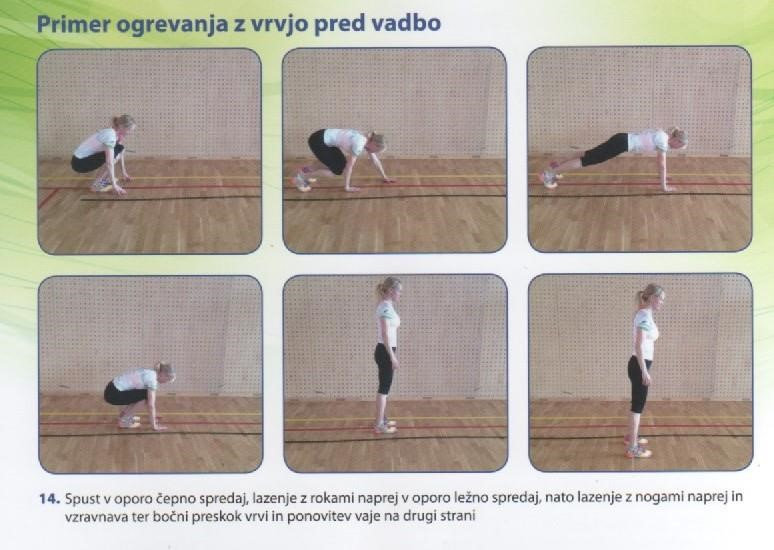 Primer ogrevanja z vrvjo pred vadbo
14. Spust v oporo čepno spredaj, lazenje z rokami naprej v oporo ležno spredaj, nato lazenje z nogami naprej in
vzravnava ter bočni preskok vrvi in ponovitev vaje na drugi strani